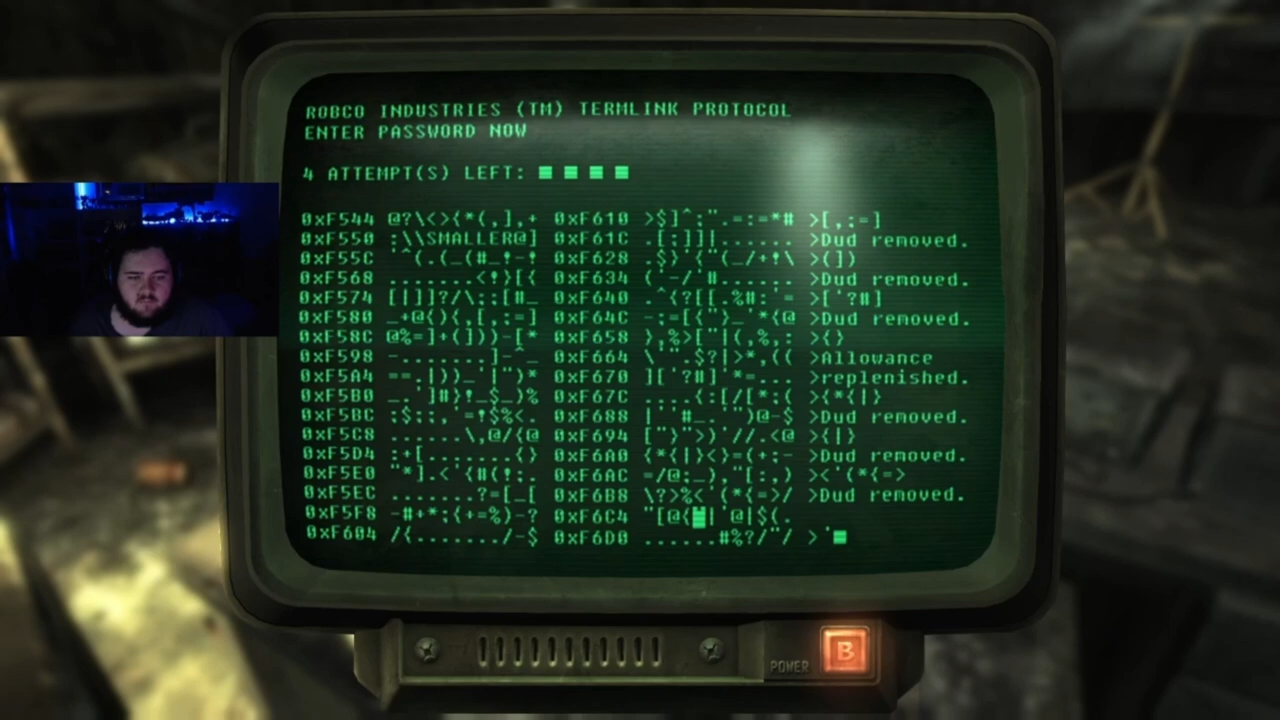 ROBCO INDUSTRIES (TM) TERMLINK PROTOCOL
ENTER PASSWORD NOW
4 ATTEMPT(S) LEFT:
0xF544 @?\<>{*(,],+ 0xF610 >$]^:".=:=*# >[,:=]
0xF550 :\\SMALLER@] 0xF61C .[:]]|...... >Dud removed.
0xF55C '^(.(_(#_!-! 0xF628 .$}'{"(_/+!\ >(])
0xF568 .......<!}[{ 0xF634 ('-/'#...... >Dud removed.
0xF574 [|]]?/\;:[#_ 0xF640 .^{?[[.%#:'= >['?#]
0xF580 _+@{){,[,:=] 0xF64C -:=[{"}_'*{@ >Dud removed.
0xF58C @%=]+(]))-[* 0xF658 },%>["|(,%,: >{}
0xF598 -.......]-^_ 0xF664 \'".$?|>*,(( >Allowance
0xF5A4 ==.|))_'|")* 0xF670 ]['?#]'*=... >replenished.
0xF5B0 _.']#}!_$_)% 0xF67C ....{:[/[*:( >{*{|}
0xF5BC :$::,'=!$%<. 0xF688 |''#_.'")@-$ >Dud removed.
0xF5C8 ......\,@/{@ 0xF694 ["}">)'//.<@ >{|}
0xF5D4 :+[.......{} 0xF6A0 {*{|}<}=(+:- >Dud removed.
0xF5E0 "*].<'{#(!:. 0xF6AC =/@:_),"[:,) ><'(*{=>
0xF5EC .......?=[_[ 0xF6B8 \?>%<'(*{=>/ >Dud removed.
0xF5F8 -#+*;{+=%)-? 0xF6C4 "[@{'|'@|$(.
0xF604 /{......./-$ 0xF6D0 ......#%?/"/ >'
POWER
B